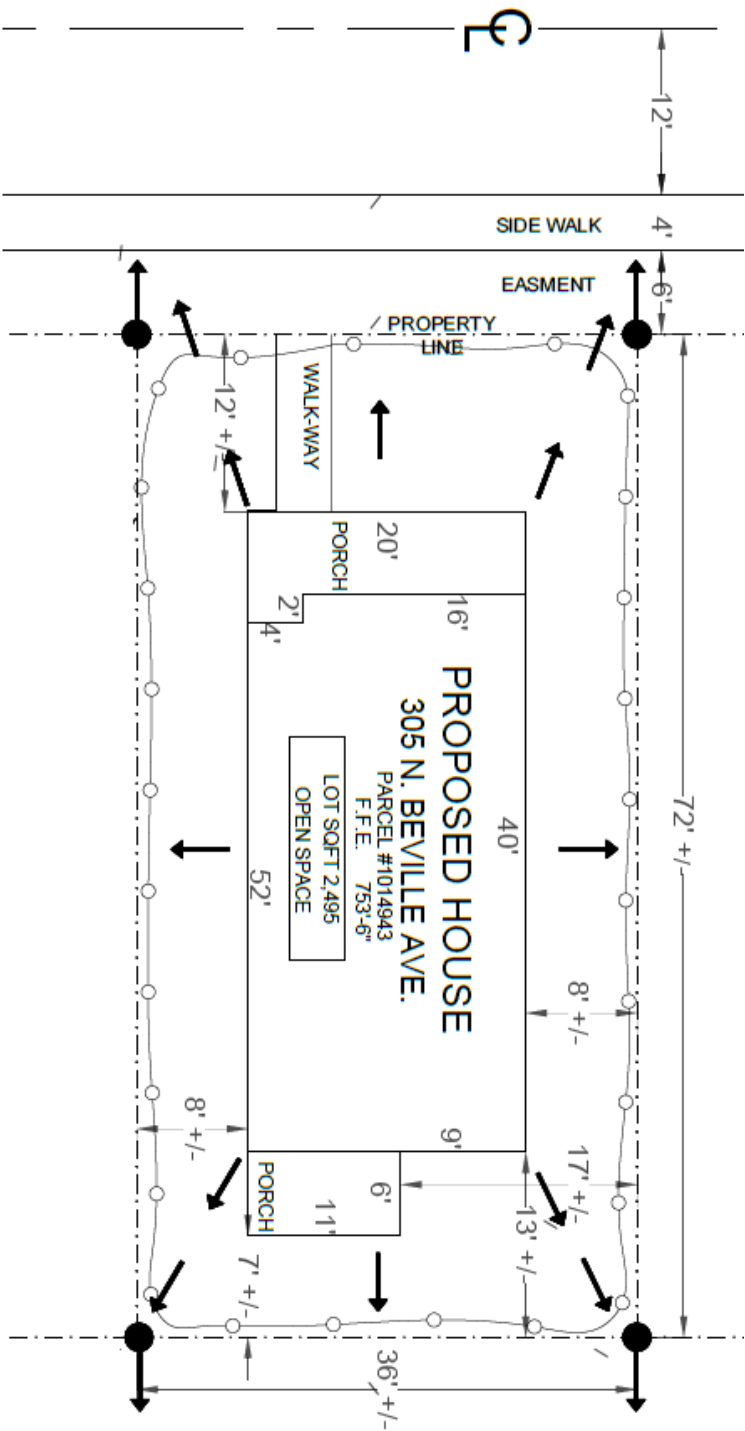 CL
12'
SIDE WALK
4'
EASMENT
6'
PROPERTY
LINE
WALK-WAY
12' +/-
PORCH
20'
2'
4'
16'
PROPOSED HOUSE
305 N. BEVILLE AVE.
PARCEL #1014943
F.F.E. 753'-6"
LOT SQFT 2,495
OPEN SPACE
40'
52'
72' +/-
8' +/-
8' +/-
9'
17' +/-
PORCH
6'
11'
13' +/-
7' +/-
36' +/-